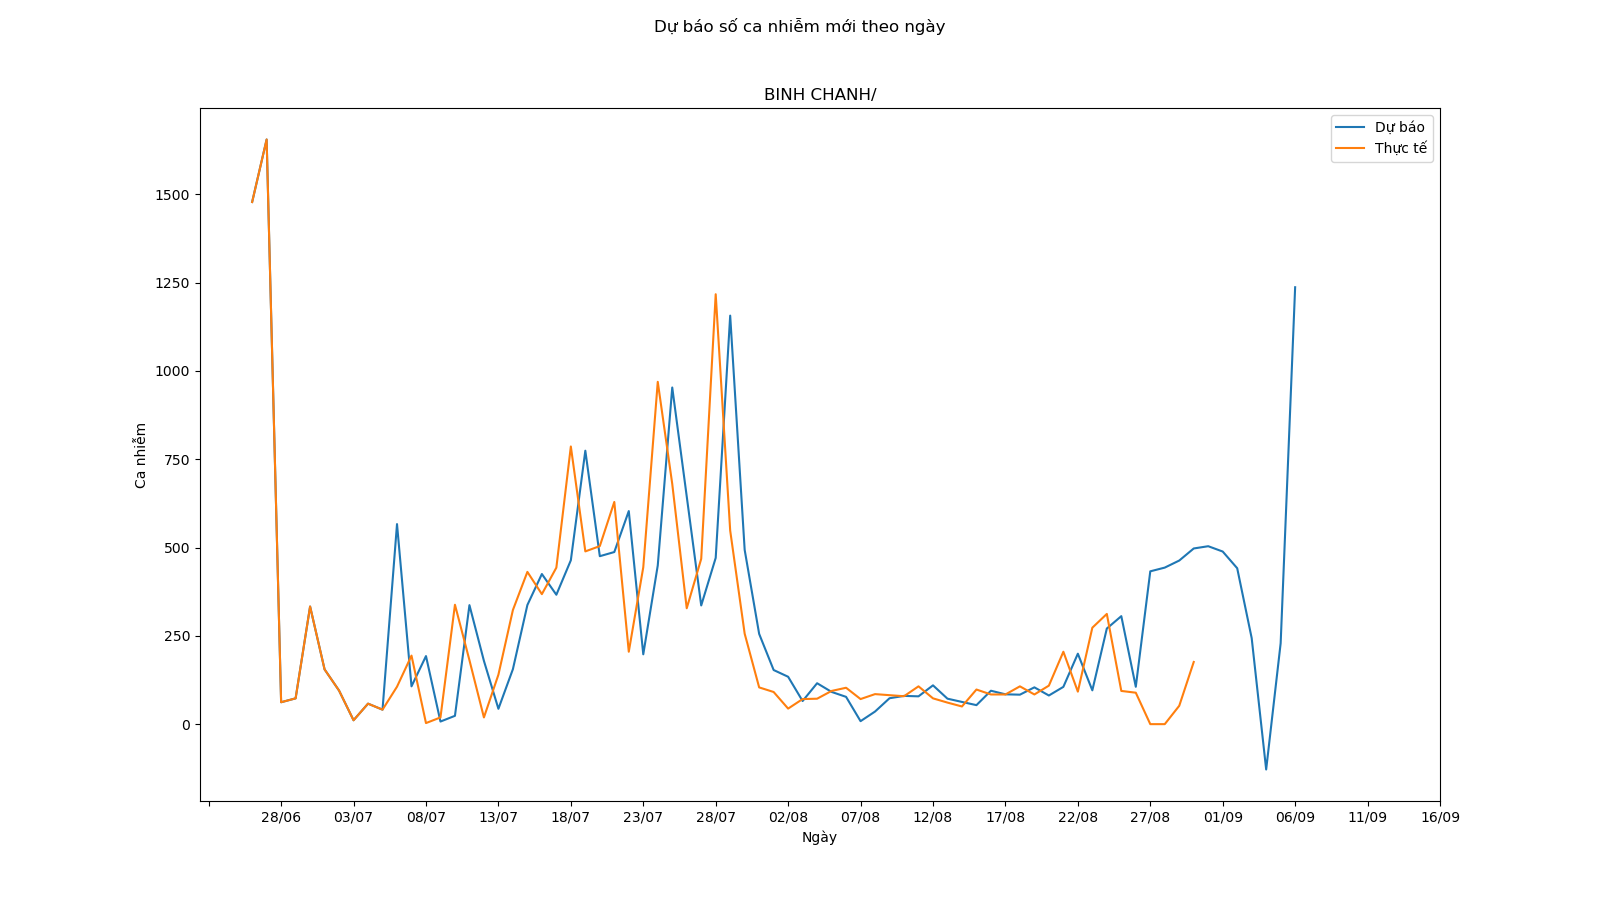 Dự báo số ca nhiễm mới theo ngày
BINH CHANH/
Dự báo
Thực tế
1500
1250
1000
750
500
250
0
Ca nhiễm
28/06 03/07 08/07 13/07 18/07 23/07 28/07 02/08 07/08 12/08 17/08 22/08 27/08 01/09 06/09 11/09 16/09
Ngày